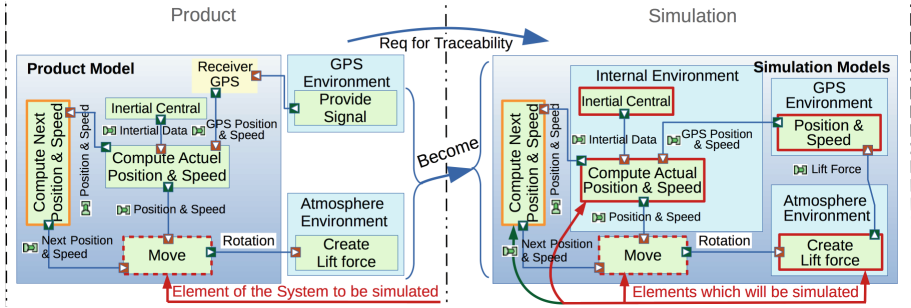 Product
Simulation
Req for Traceability
Product Model
Receiver
GPS
GPS
Environment
Provide
Signal
Inertial Central
Intertial Data
GPS Position
& Speed
Compute Next
Position & Speed
Position & Speed
Compute Actuel
Position & Speed
Position & Speed
Next Position
& Speed
Move
Rotation
Atmosphere
Environment
Create
Lift force
Element of the System to be simulated
Become
Internal Environment
Simulation Models
Inertial Central
Intertial Data
GPS Position
& Speed
GPS
Environment
Position &
Speed
Compute Next
Position & Speed
Position & Speed
Compute Actual
Position & Speed
Lift Force
Position & Speed
Next Position
& Speed
Move
Rotation
Atmosphere
Environment
Create
Lift force
Elements which will be simulated